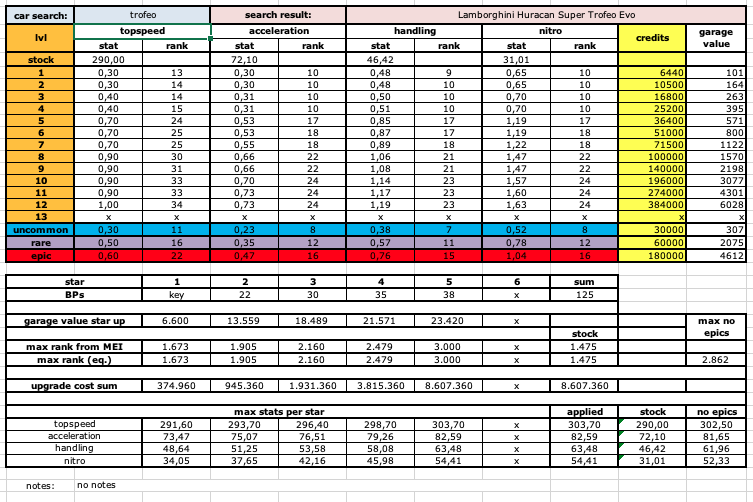 car search: trofeo search result: Lamborghini Huracan Super Trofeo Evo
lvl topspeed acceleration handling nitro credits garage value
stat rank stat rank stat rank stat rank
stock 290,00 72,10 46,42 31,01
1 0,30 13 0,30 10 0,48 9 0,65 10 6440 101
2 0,30 14 0,30 10 0,48 10 0,65 10 10500 164
3 0,40 14 0,31 10 0,50 10 0,70 10 16800 263
4 0,40 15 0,31 10 0,51 10 0,70 10 25200 395
5 0,70 24 0,53 17 0,85 17 1,19 17 36400 571
6 0,70 25 0,53 18 0,87 17 1,19 18 51000 800
7 0,70 25 0,55 18 0,89 18 1,22 18 71500 1122
8 0,90 30 0,66 22 1,06 21 1,47 22 100000 1570
9 0,90 31 0,66 22 1,08 21 1,47 22 140000 2198
10 0,90 33 0,70 24 1,14 23 1,57 24 196000 3077
11 0,90 33 0,73 24 1,17 23 1,60 24 274000 4301
12 1,00 34 0,73 24 1,19 23 1,63 24 384000 6028
13 x x x x x x x x x x
uncommon 0,30 11 0,23 8 0,38 7 0,52 8 30000 307
rare 0,50 16 0,35 12 0,57 11 0,78 12 60000 2075
epic 0,60 22 0,47 16 0,76 15 1,04 16 180000 4612
star 1 2 3 4 5 6 sum
BPs key 22 30 35 38 x 125
garage value star up 6.600 13.559 18.489 21.571 23.420 x max no epics
stock
max rank from MEI 1.673 1.905 2.160 2.479 3.000 x 1.475
max rank (eq.) 1.673 1.905 2.160 2.479 3.000 x 1.475 2.862
upgrade cost sum 374.960 945.360 1.931.360 3.815.360 8.607.360 x 8.607.360
max stats per star applied stock no epics
topspeed 291,60 293,70 296,40 298,70 303,70 x 303,70 290,00 302,50
acceleration 73,47 75,07 76,51 79,26 82,59 x 82,59 72,10 81,65
handling 48,64 51,25 53,58 58,08 63,48 x 63,48 46,42 61,96
nitro 34,05 37,65 42,16 45,98 54,41 x 54,41 31,01 52,33
notes: no notes